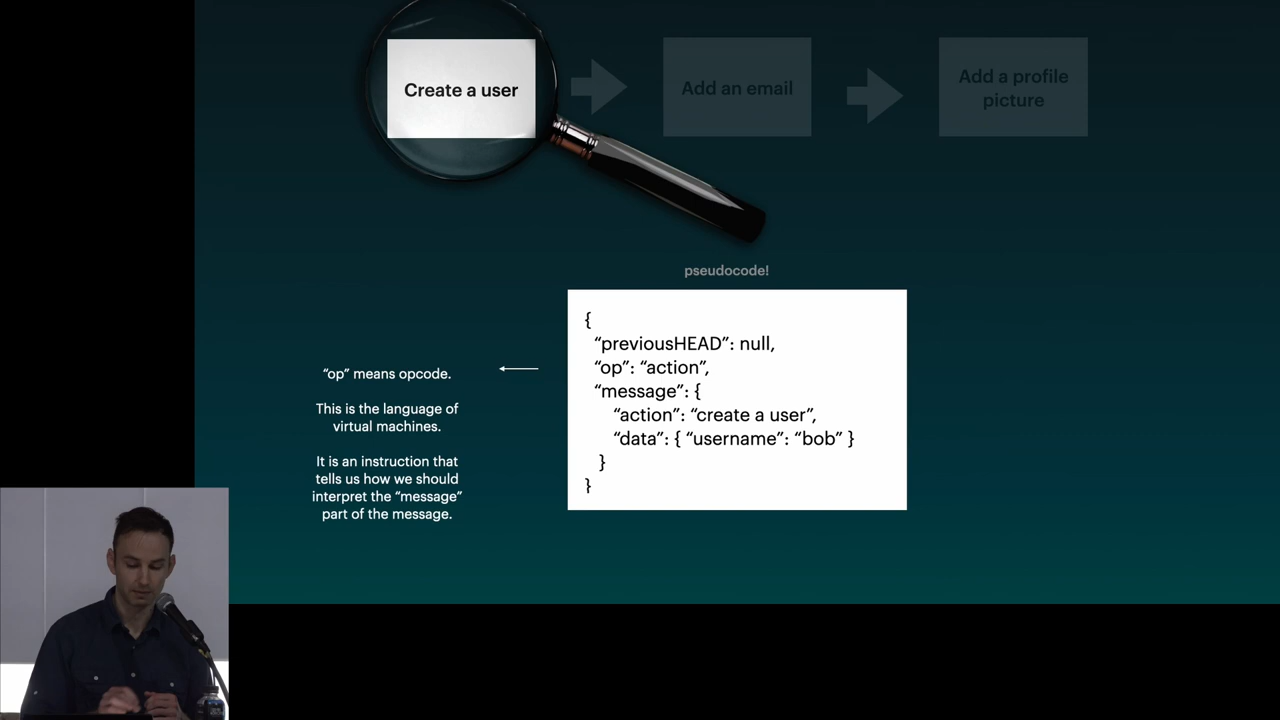 Create a user
Add an email
Add a profile
picture
pseudocode!
{
“previousHEAD”: null,
“op”: “action”,
“message”: {
“action”: “create a user”,
“data”: { “username”: “bob” }
}
}
“op” means opcode.
This is the language of
virtual machines.
It is an instruction that
tells us how we should
interpret the “message”
part of the message.